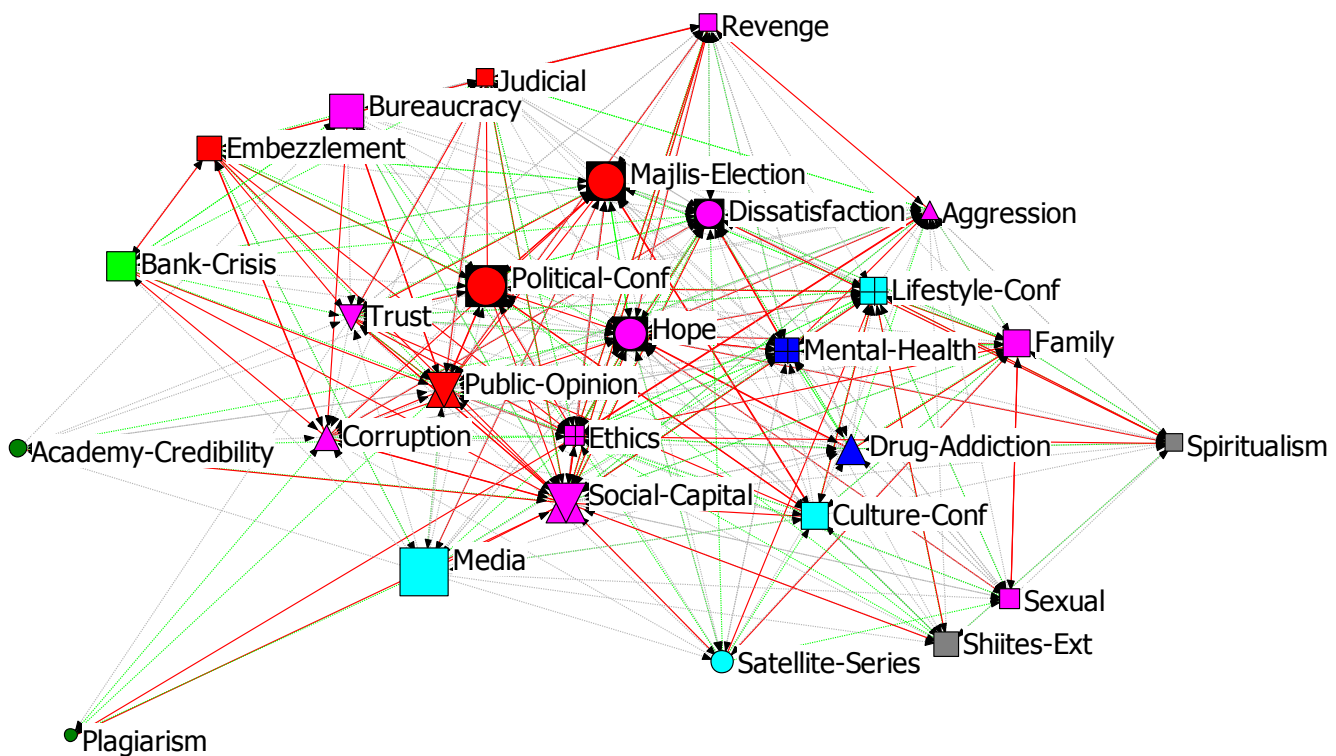 Revenge
Judicial
Bureaucracy
Embezzlement
Majlis-Election
Dissatisfaction
Aggression
Bank-Crisis
Political-Conf
Lifestyle-Conf
Trust
Hope
Mental-Health
Family
Public-Opinion
Corruption
Ethics
Drug-Addiction
Spiritualism
Academy-Credibility
Social-Capital
Culture-Conf
Media
Sexual
Shiites-Ext
Satellite-Series
Plagiarism